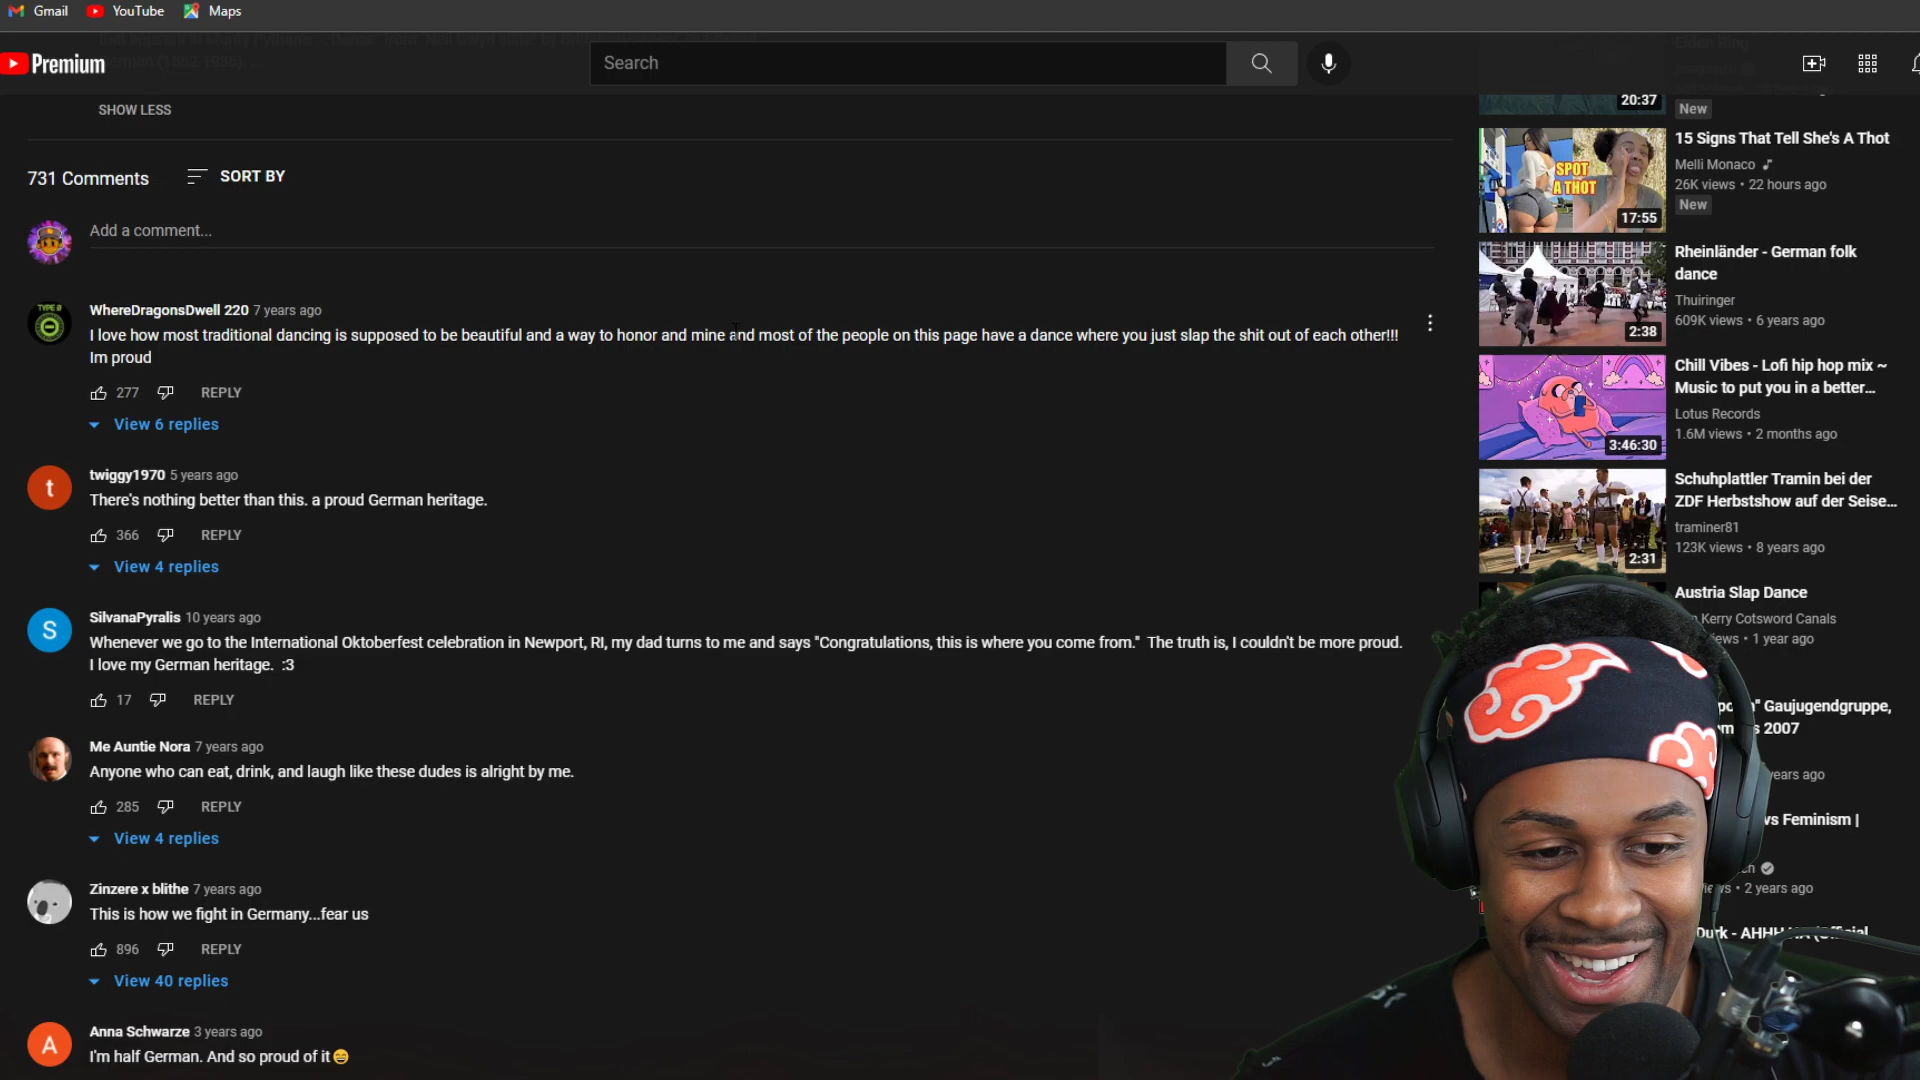 Gmail
YouTube
Maps
Premium
Search
SHOW LESS
731 Comments
SORT BY
Add a comment...
WhereDragonsDwell 220 7 years ago
I love how most traditional dancing is supposed to be beautiful and a way to honor and mine and most of the people on this page have a dance where you just slap the shit out of each other!!!
Im proud
277
REPLY
View 6 replies
twiggy1970 5 years ago
There's nothing better than this. a proud German heritage.
366
REPLY
View 4 replies
SilvanaPyralis 10 years ago
Whenever we go to the International Oktoberfest celebration in Newport, RI, my dad turns to me and says "Congratulations, this is where you come from." The truth is, I couldn't be more proud.
I love my German heritage. :3
17
REPLY
Me Auntie Nora 7 years ago
Anyone who can eat, drink, and laugh like these dudes is alright by me.
285
REPLY
View 4 replies
Zinzere x blithe 7 years ago
This is how we fight in Germany...fear us
896
REPLY
View 40 replies
Anna Schwarze 3 years ago
I'm half German. And so proud of it😄
20:37
New
SPOT
A THOT
17:55
15 Signs That Tell She's A Thot
Melli Monaco
26K views • 22 hours ago
New
2:38
Rheinländer - German folk
dance
Thuiringer
609K views • 6 years ago
3:46:30
Chill Vibes - Lofi hip hop mix ~
Music to put you in a better...
Lotus Records
1.6M views • 2 months ago
2:31
Schuhplattler Tramin bei der
ZDF Herbstshow auf der Seise...
traminer81
123K views • 8 years ago
Austria Slap Dance
Kerry Cotsword Canals
views • 1 year ago
Gaujugendgruppe,
2007
years ago
vs Feminism |
• 2 years ago
Durk - AHHH
TYPE Ø
t
S
A